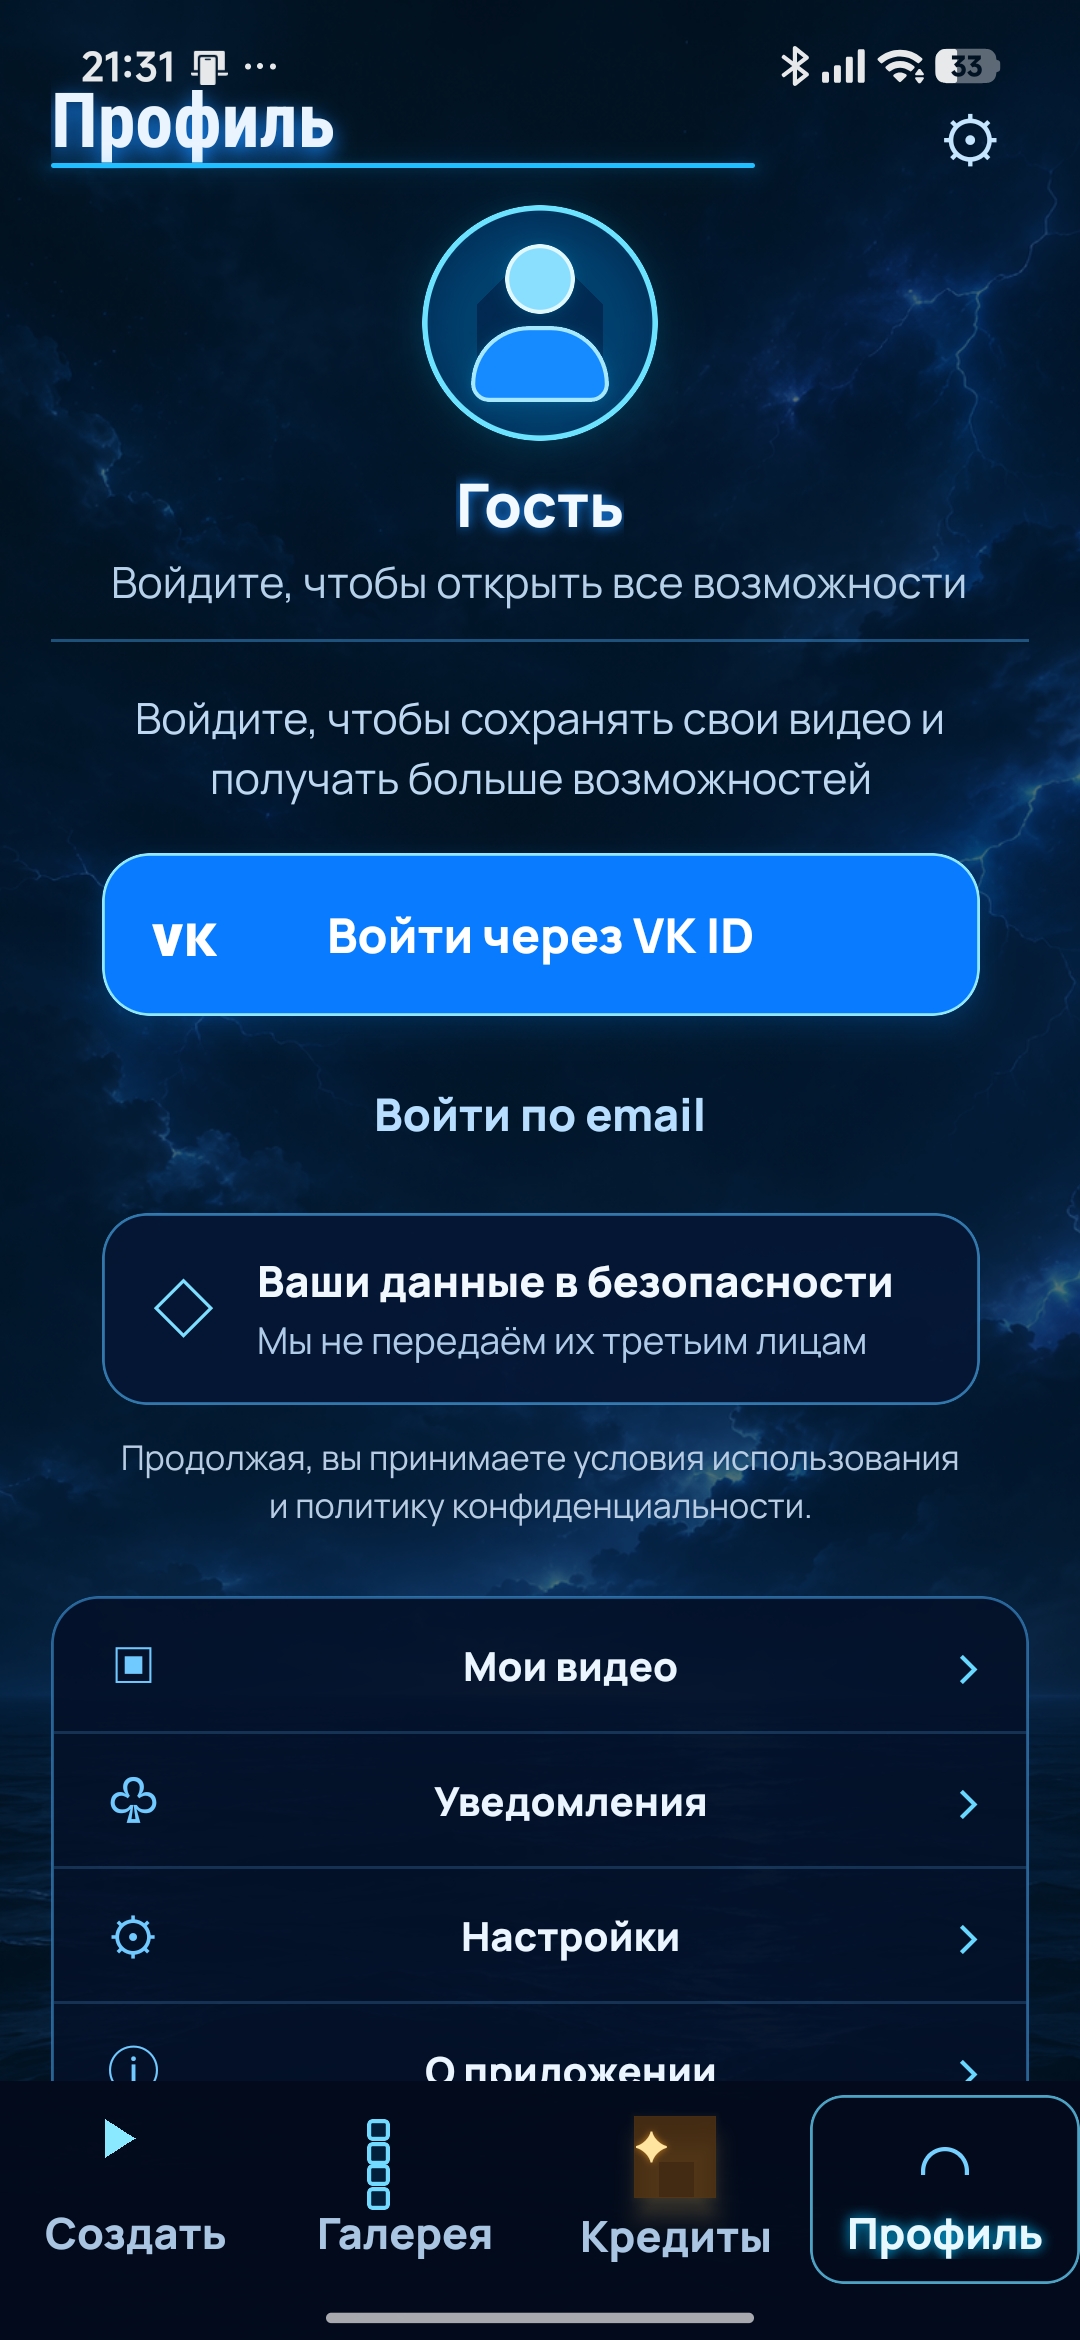 21:31 ... 33
Профиль
Гость
Войдите, чтобы открыть все возможности
Войдите, чтобы сохранять свои видео и
получать больше возможностей
VK Войти через VK ID
Войти по email
Ваши данные в безопасности
Мы не передаём их третьим лицам
Продолжая, вы принимаете условия использования
и политику конфиденциальности.
Мои видео
Уведомления
Настройки
О приложении
Создать Галерея Кредиты Профиль